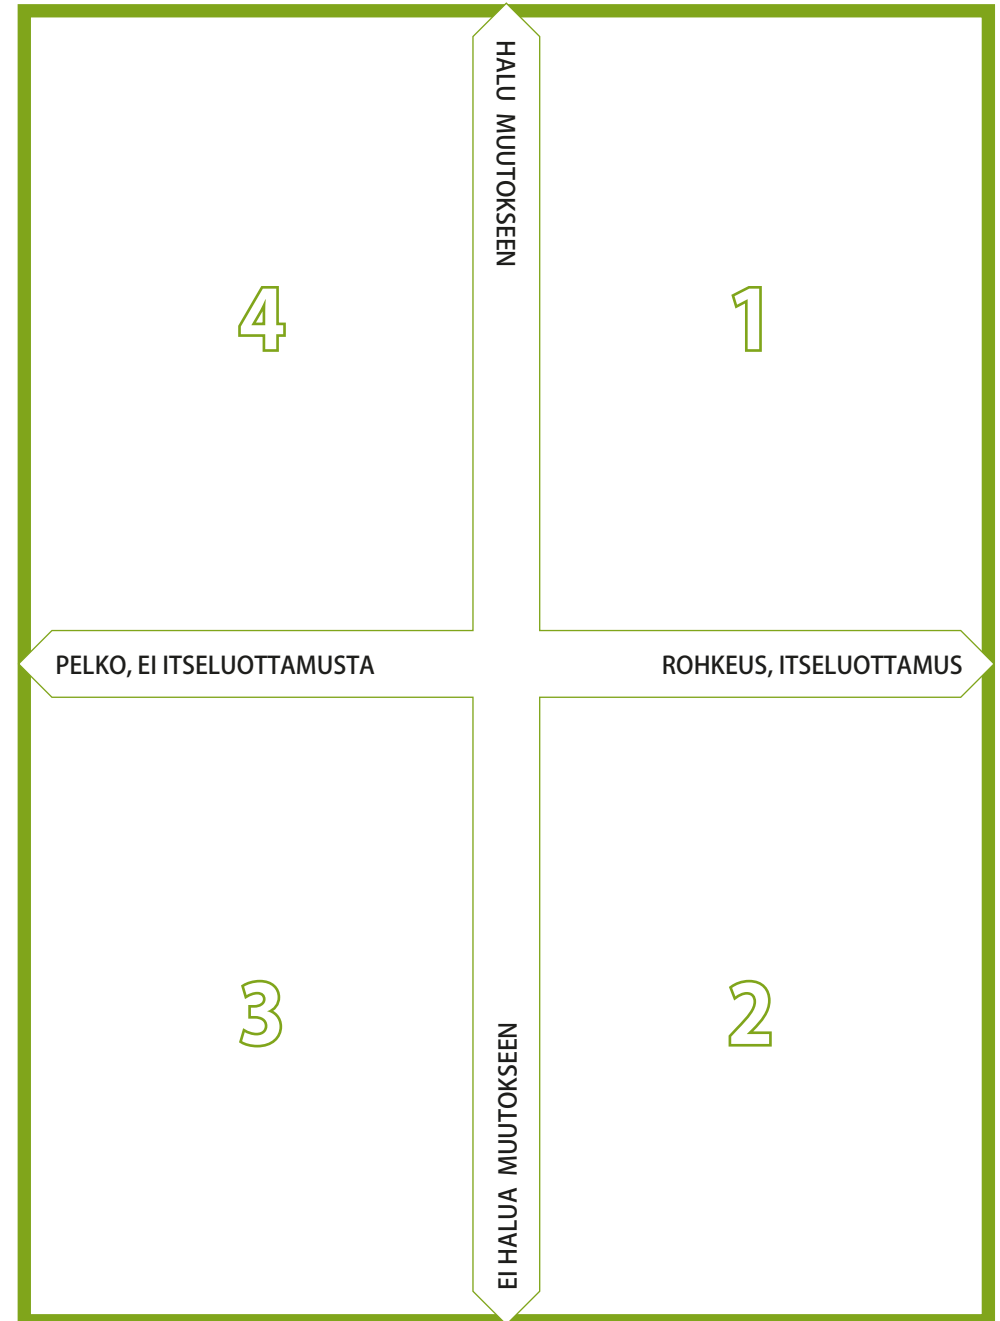 HALU MUUTOKSEEN
4
1
PELKO, EI ITSELUOTTAMUSTA
ROHKEUS, ITSELUOTTAMUS
3
2
EI HALUA MUUTOKSEEN